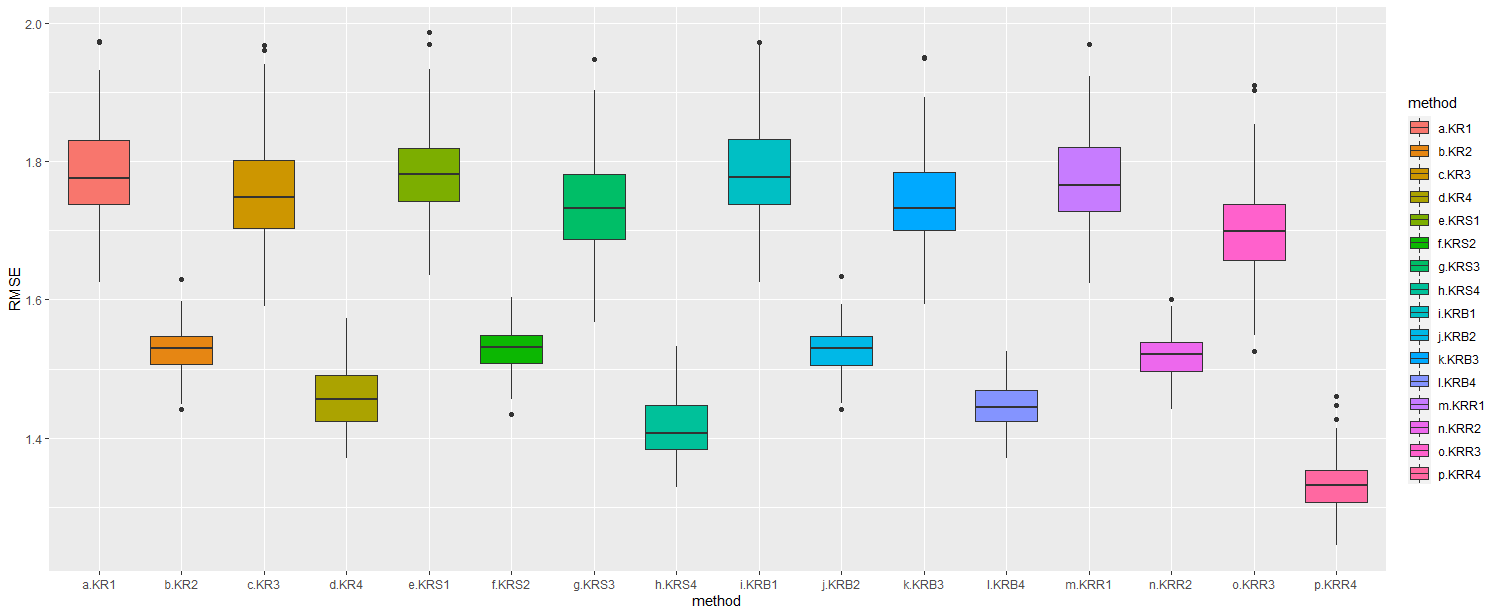 2.0
1.8
1.6
1.4
RMSE
a.KR1 b.KR2 c.KR3 d.KR4 e.KRS1 f.KRS2 g.KRS3 h.KRS4 i.KRB1 j.KRB2 k.KRB3 l.KRB4 m.KRR1 n.KRR2 o.KRR3 p.KRR4
method
method
a.KR1
b.KR2
c.KR3
d.KR4
e.KRS1
f.KRS2
g.KRS3
h.KRS4
i.KRB1
j.KRB2
k.KRB3
l.KRB4
m.KRR1
n.KRR2
o.KRR3
p.KRR4